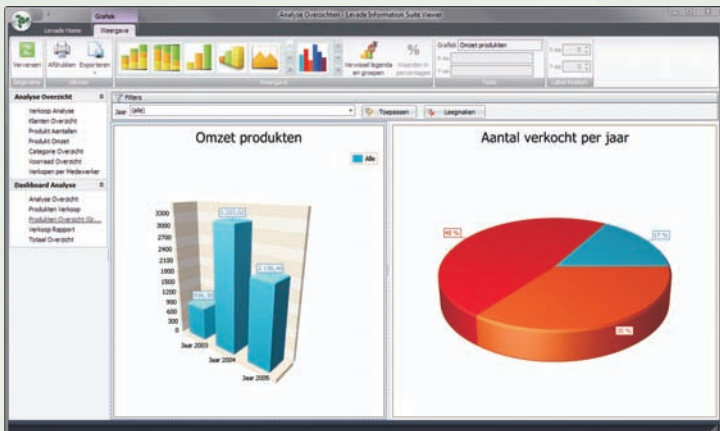 Grafiek
Analyse Overzichten - Levade Information Suite Viewer
Levade Home
Weergave
Verversen
Afdrukken
Exporteren
Verwissel legenda
en groepen
%
Waarden in
percentages
Grafiek
Omzet produkten
Weergave
Analyse Overzicht
Verkoop Analyse
Klanten Overzicht
Produkt Aantallen
Produkt Omzet
Categorie Overzicht
Voorraad Overzicht
Verkopen per Medewerker
Dashboard Analyse
Analyse Overzicht
Produkten Verkoop
Produkten Overzicht
Verkoop Rapport
Totaal Overzicht
Filters
Jaar (alle)
Toepassen
Leegmaken
Omzet produkten
Alle
3300
3000
2700
2400
2100
1800
1500
1200
900
600
300
0
Jaar 2003
Jaar 2004
Jaar 2005
Aantal verkocht per jaar